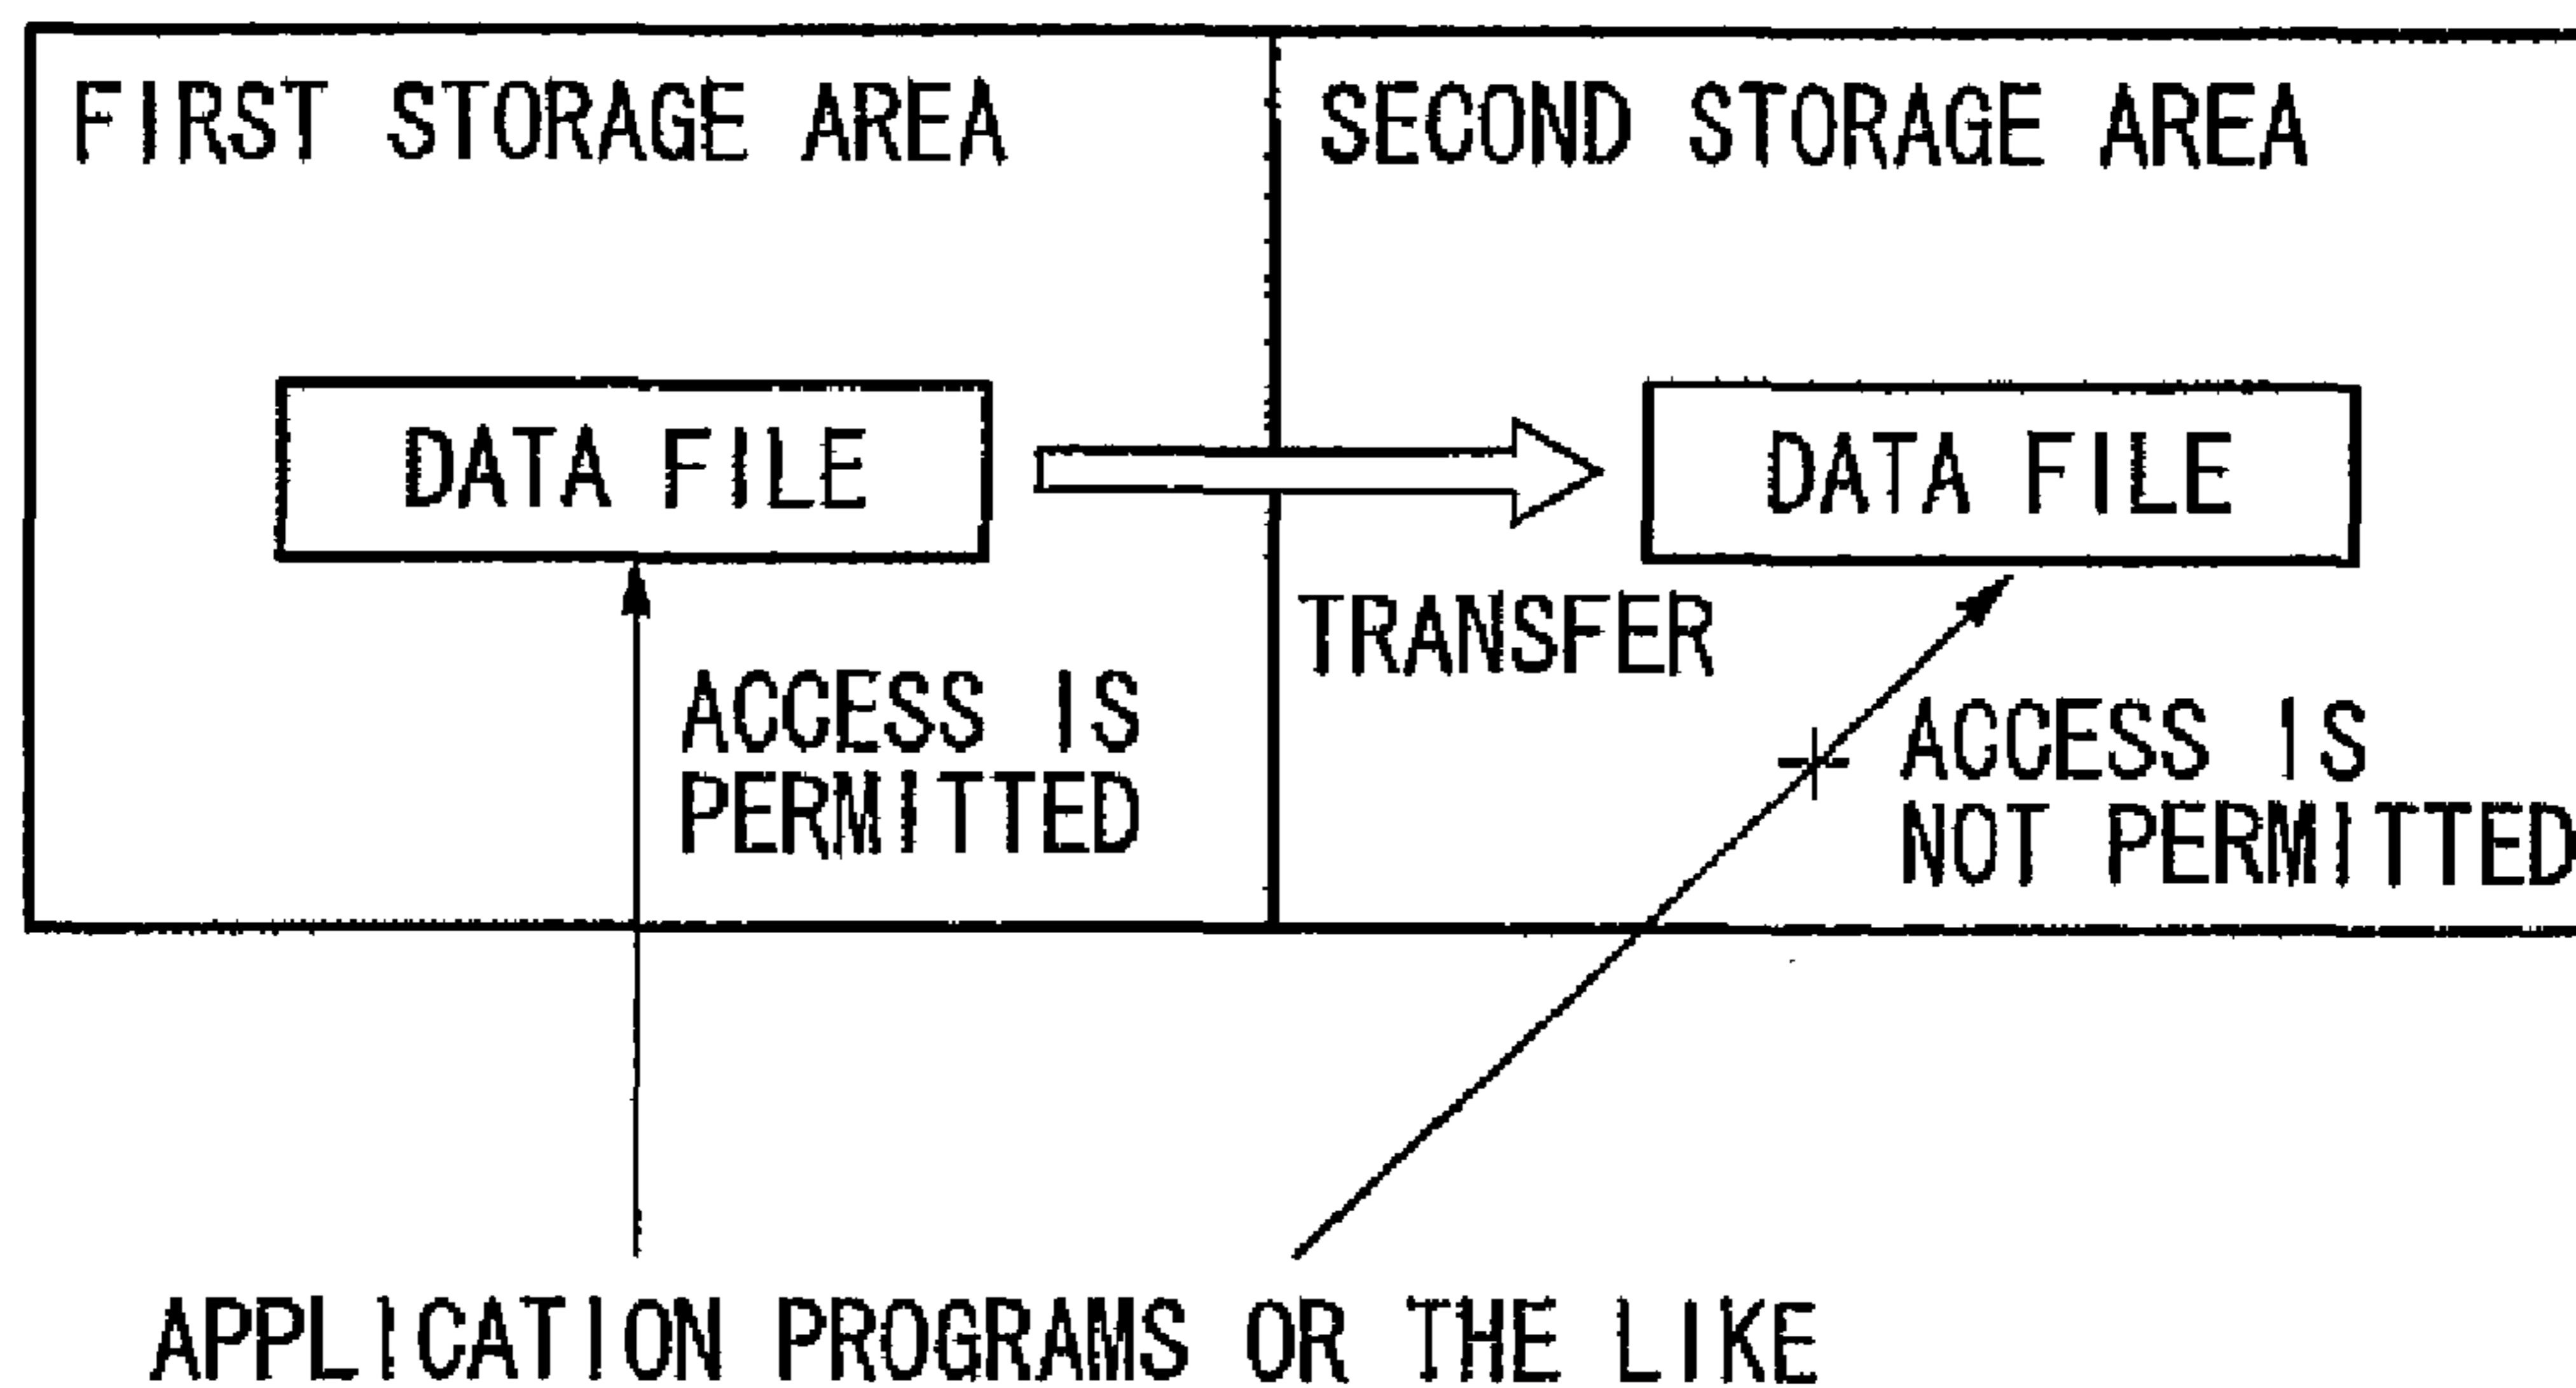 FIRST STORAGE AREA
SECOND STORAGE AREA
DATA FILE
DATA FILE
TRANSFER
ACCESS IS
PERMITTED
ACCESS IS
NOT PERMITTED
APPLICATION PROGRAMS OR THE LIKE